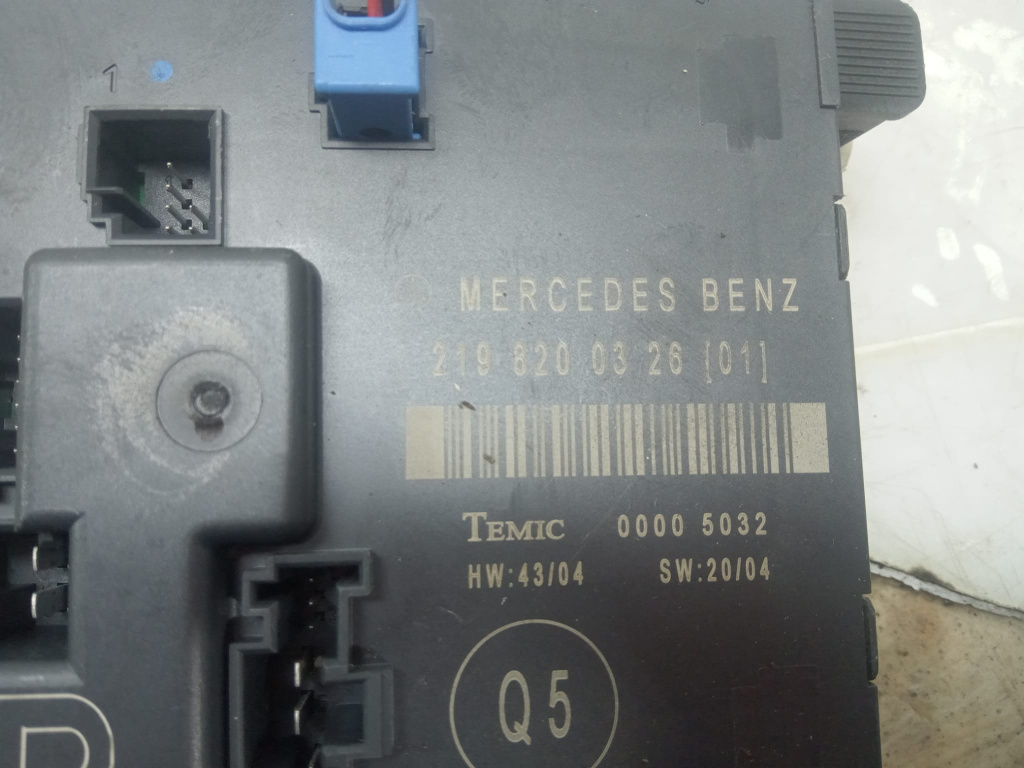 1
MERCEDES BENZ
219 820 03 26 [01]
TEMIC 0000 5032
HW:43/04 SW:20/04
Q5